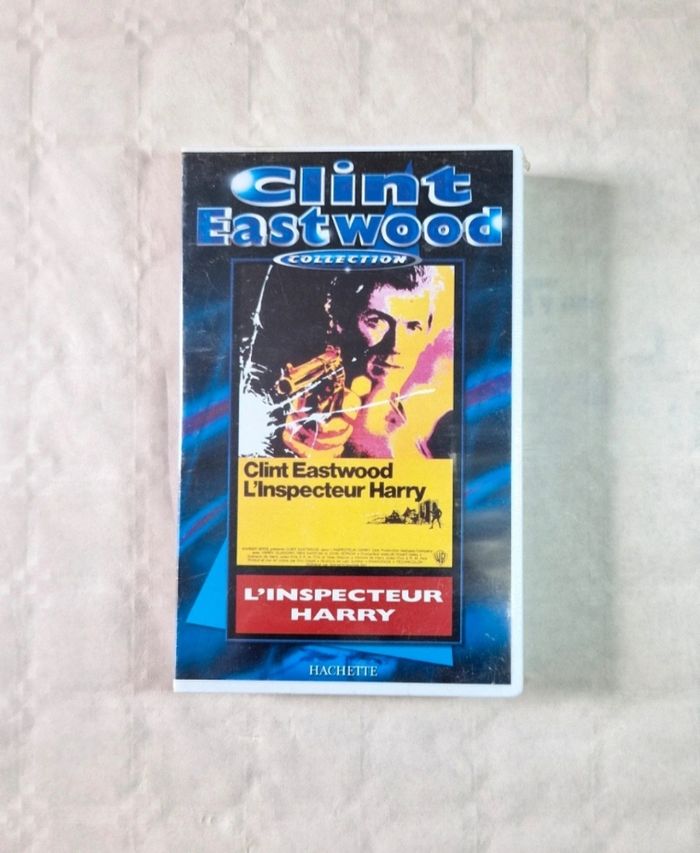 Clint
Eastwood
COLLECTION
Clint Eastwood
L'Inspecteur Harry
L'INSPECTEUR
HARRY
HACHETTE